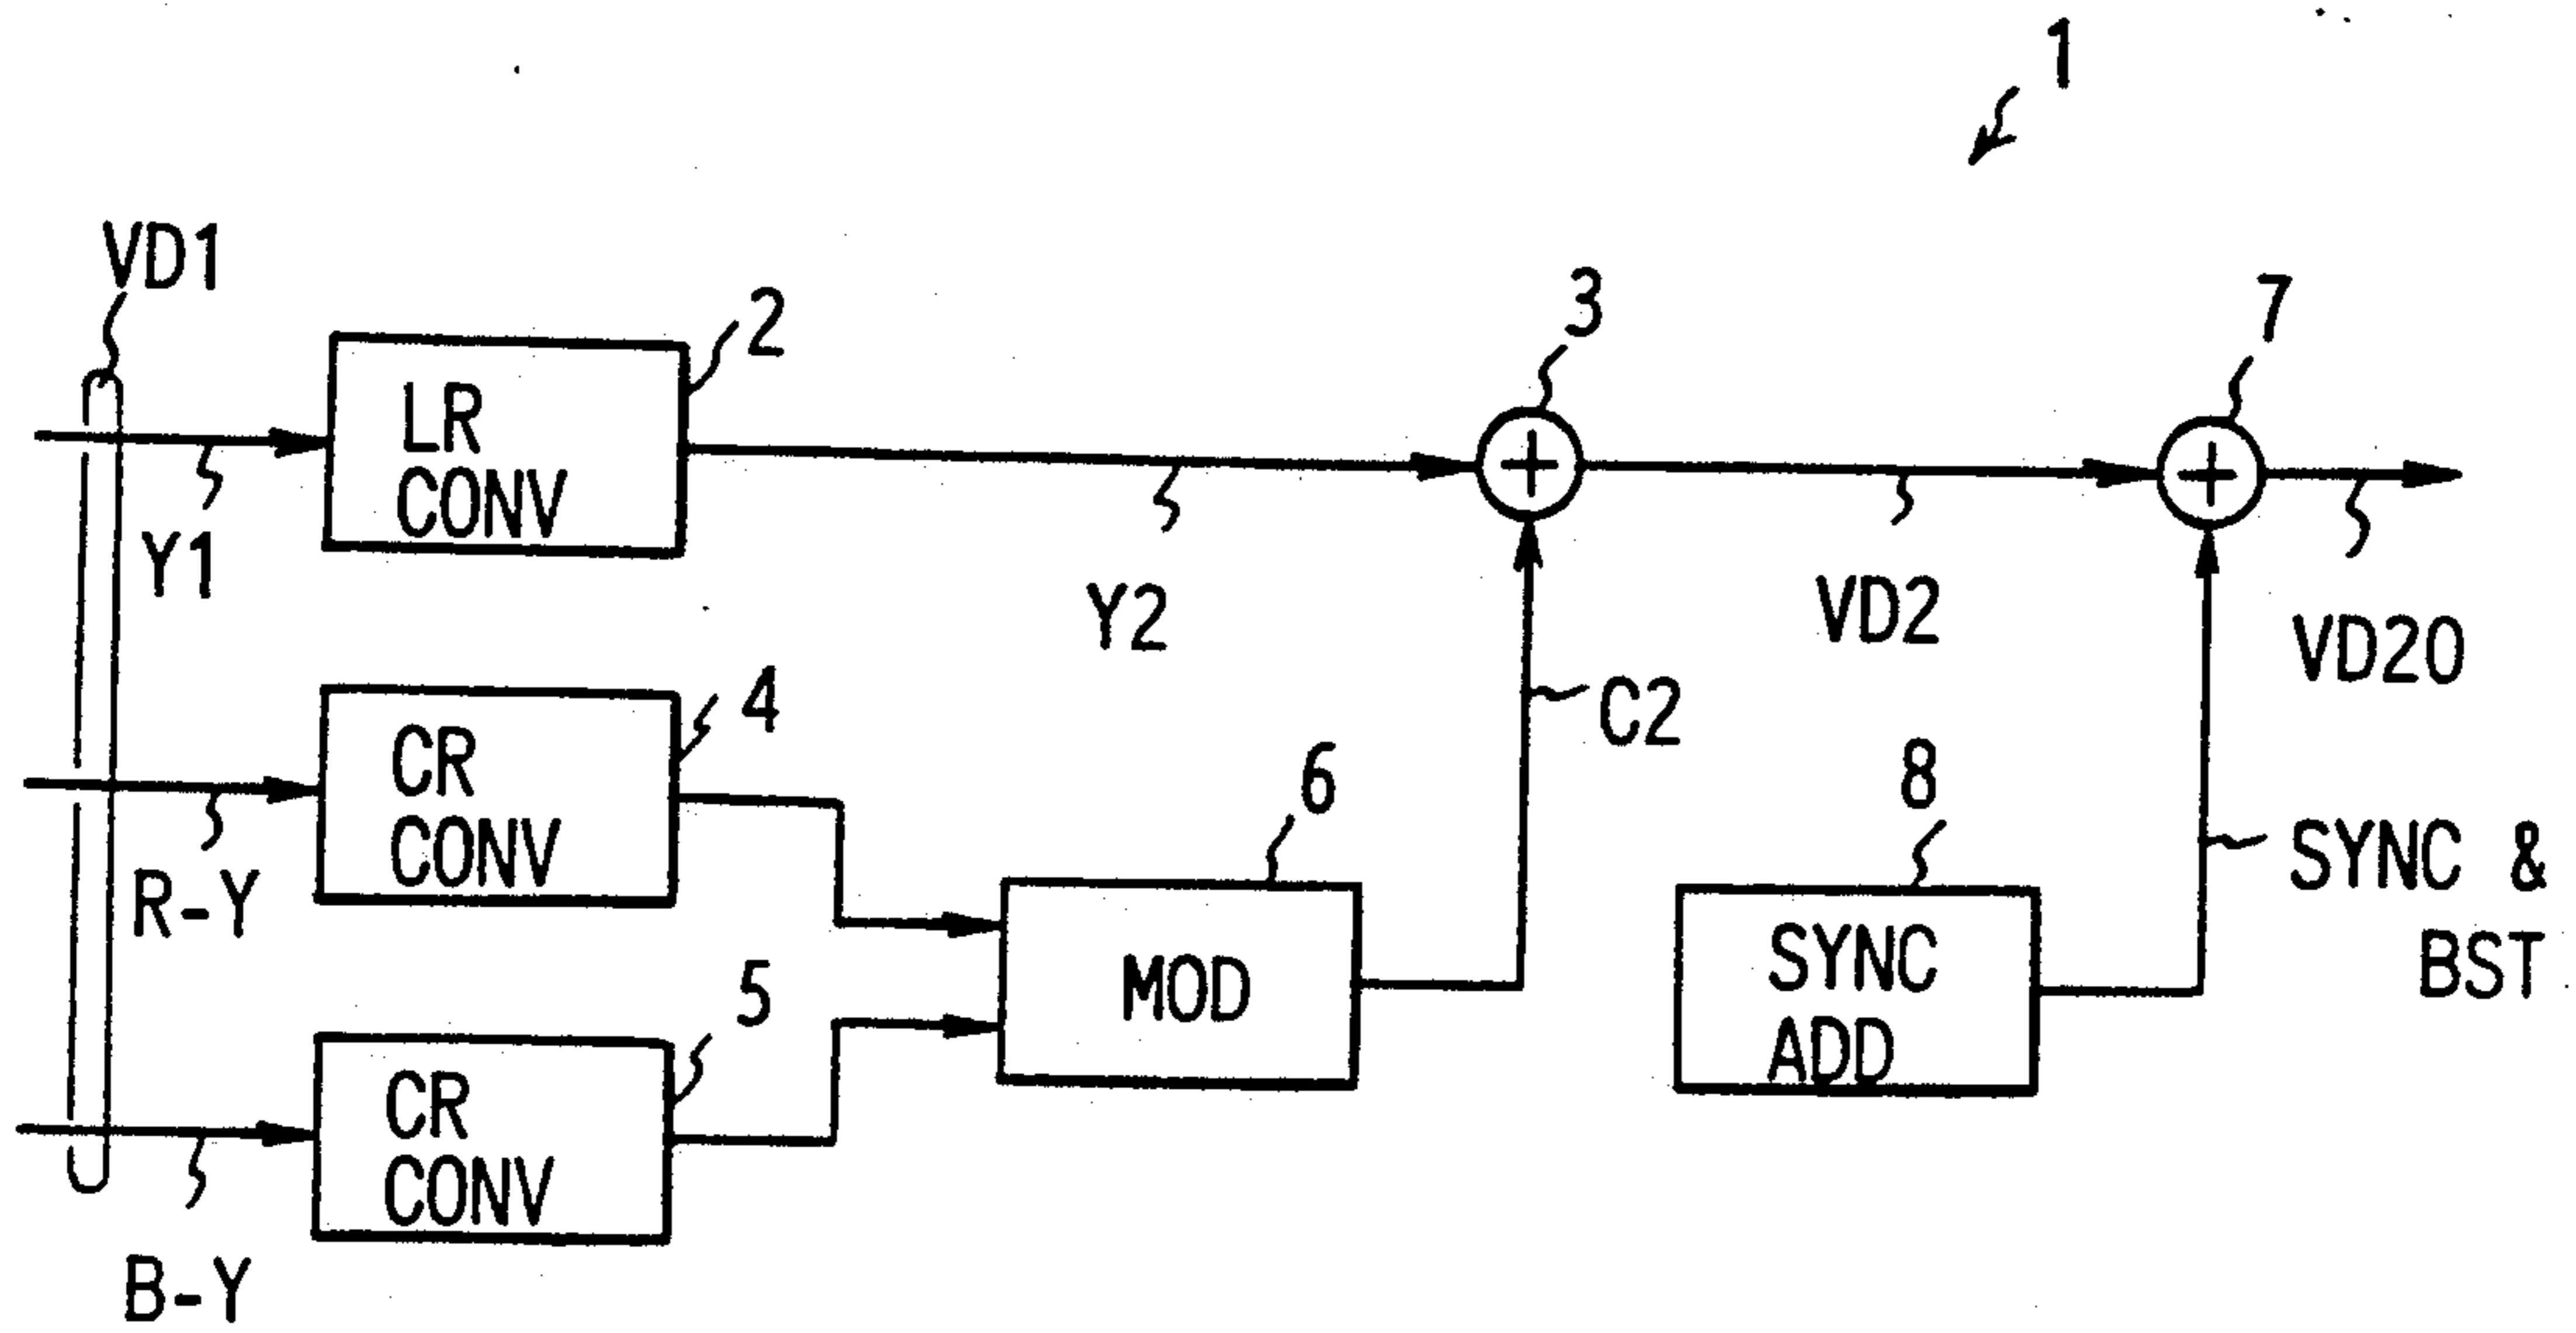 1
VD1
2
3
7
LR
CONV
Y1
Y2
VD2
VD20
4
C2
CR
CONV
6
8
R-Y
SYNC &
BST
5
MOD
SYNC
ADD
CR
CONV
B-Y